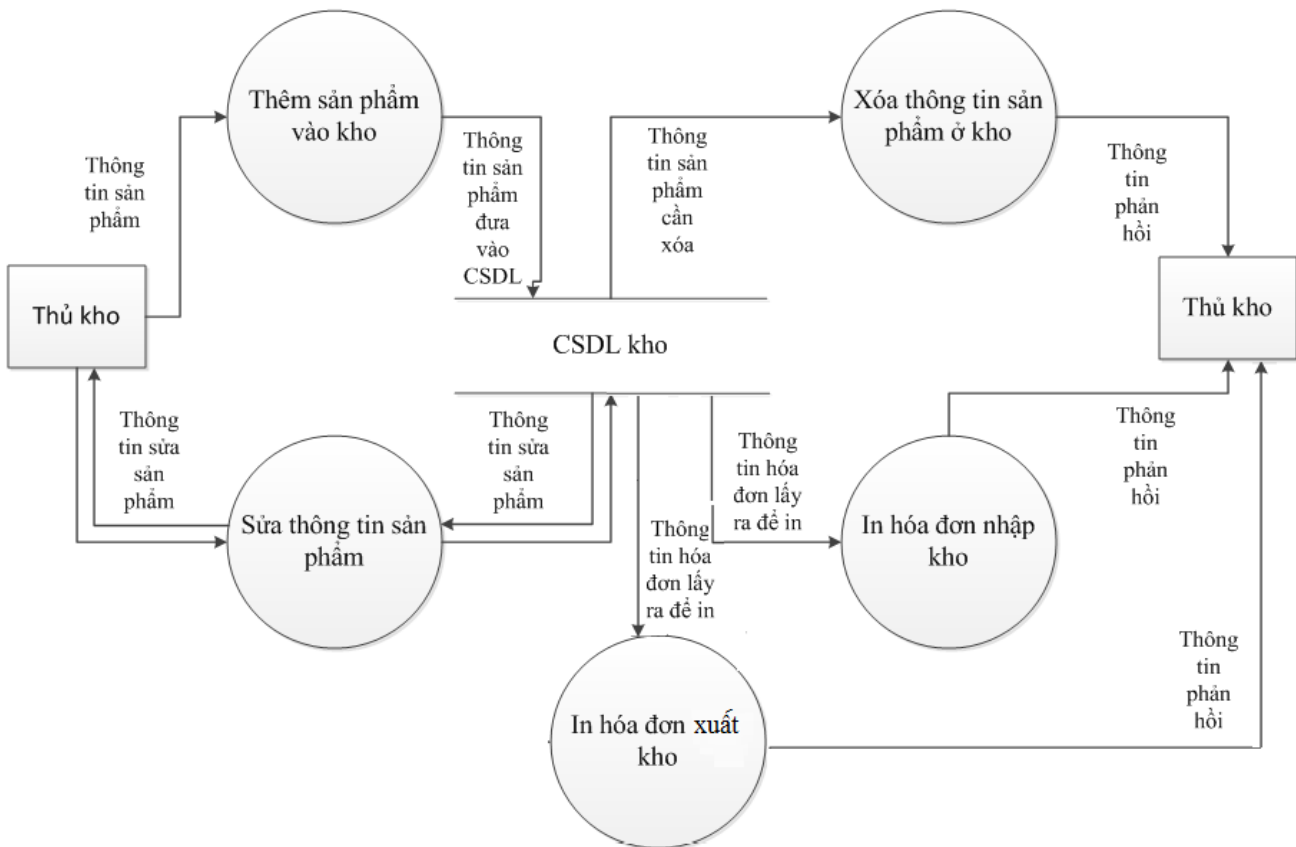 Thêm sản phẩm
vào kho
Xóa thông tin sản
phẩm ở kho
Thông
tin sản
phẩm
Thông
tin sản
phẩm
đưa
vào
CSDL
Thông
tin sản
phẩm
cần
xóa
Thông
tin
phản
hồi
Thủ kho
CSDL kho
Thủ kho
Thông
tin sửa
sản
phẩm
Thông
tin sửa
sản
phẩm
Thông
tin hóa
đơn lấy
ra để in
Thông
tin
phản
hồi
Sửa thông tin sản
phẩm
Thông
tin hóa
đơn lấy
ra để in
In hóa đơn nhập
kho
In hóa đơn xuất
kho
Thông
tin
phản
hồi